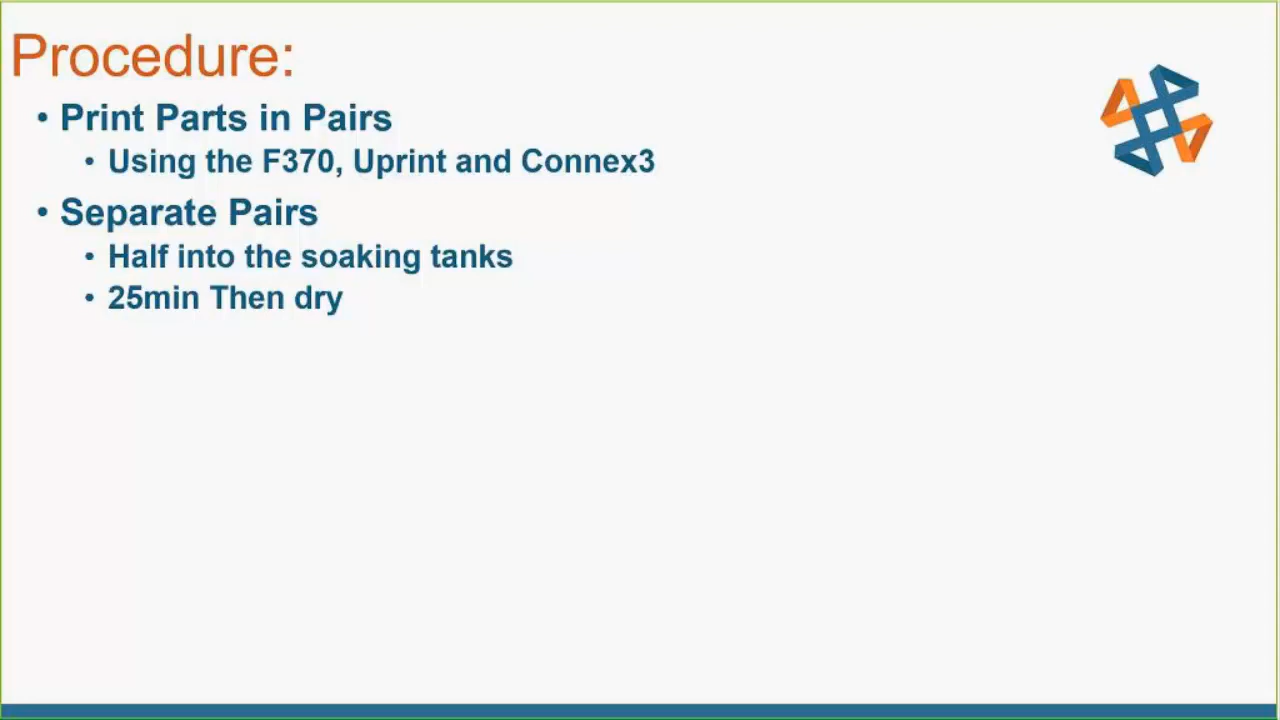 Procedure:
• Print Parts in Pairs
• Using the F370, Uprint and Connex3
• Separate Pairs
• Half into the soaking tanks
• 25min Then dry